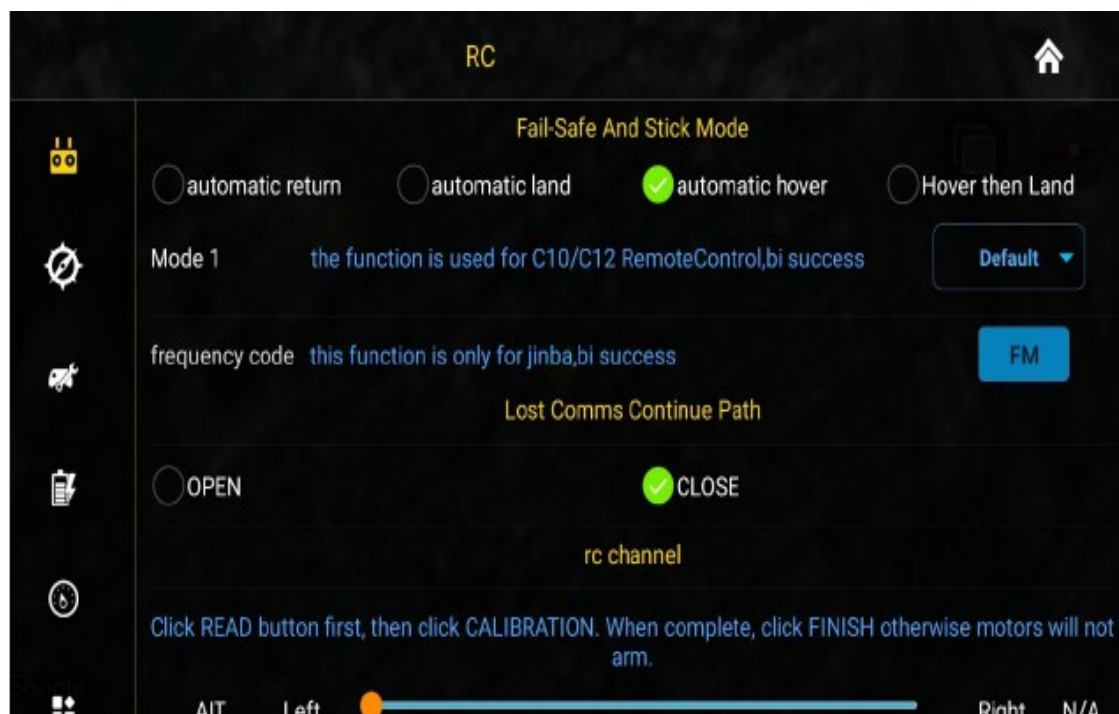 RC
Fail-Safe And Stick Mode
automatic return automatic land automatic hover Hover then Land
Mode 1 the function is used for C10/C12 RemoteControl,bi success Default
frequency code this function is only for jinba,bi success FM
Lost Comms Continue Path
OPEN CLOSE
rc channel
Click READ button first, then click CALIBRATION. When complete, click FINISH otherwise motors will not
arm.
Left Right N/A